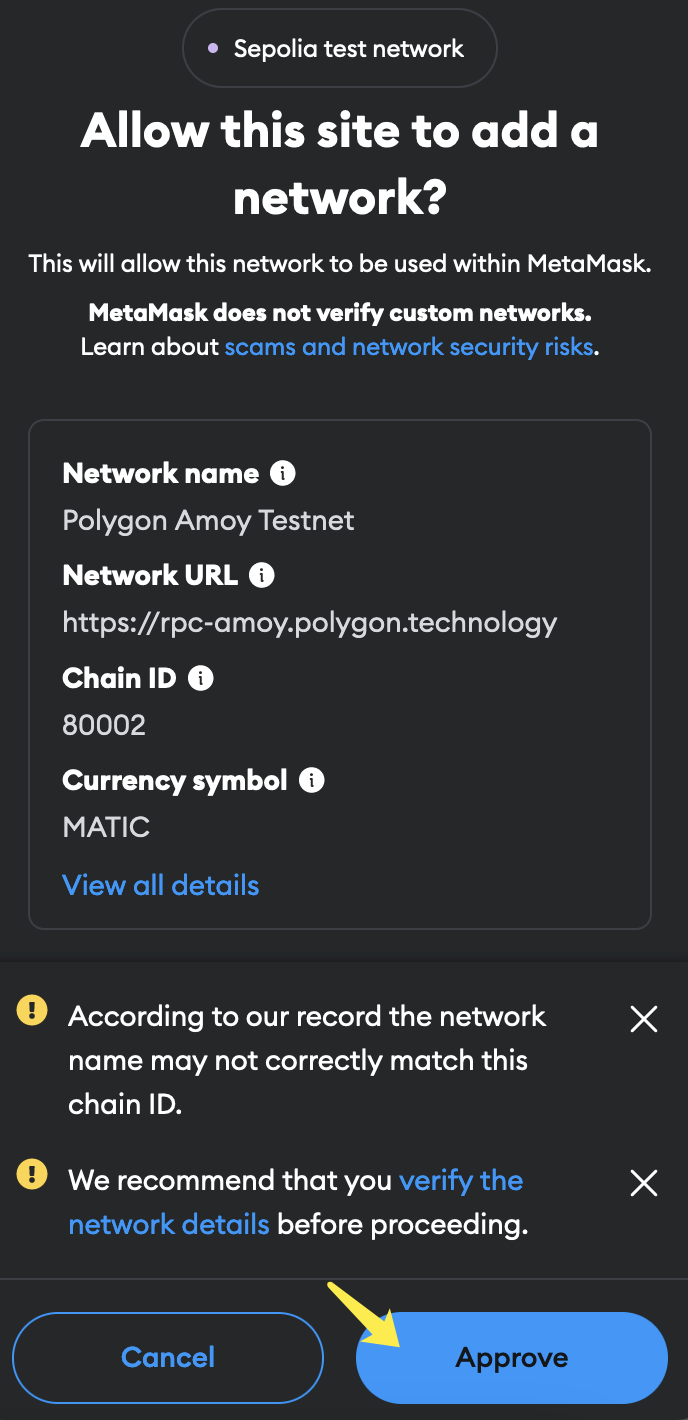 Sepolia test network
Allow this site to add a
network?
This will allow this network to be used within MetaMask.
MetaMask does not verify custom networks.
Learn about scams and network security risks.
Network name
Polygon Amoy Testnet
Network URL
https://rpc-amoy.polygon.technology
Chain ID
80002
Currency symbol
MATIC
View all details
According to our record the network
name may not correctly match this
chain ID.
We recommend that you verify the
network details before proceeding.
Cancel
Approve